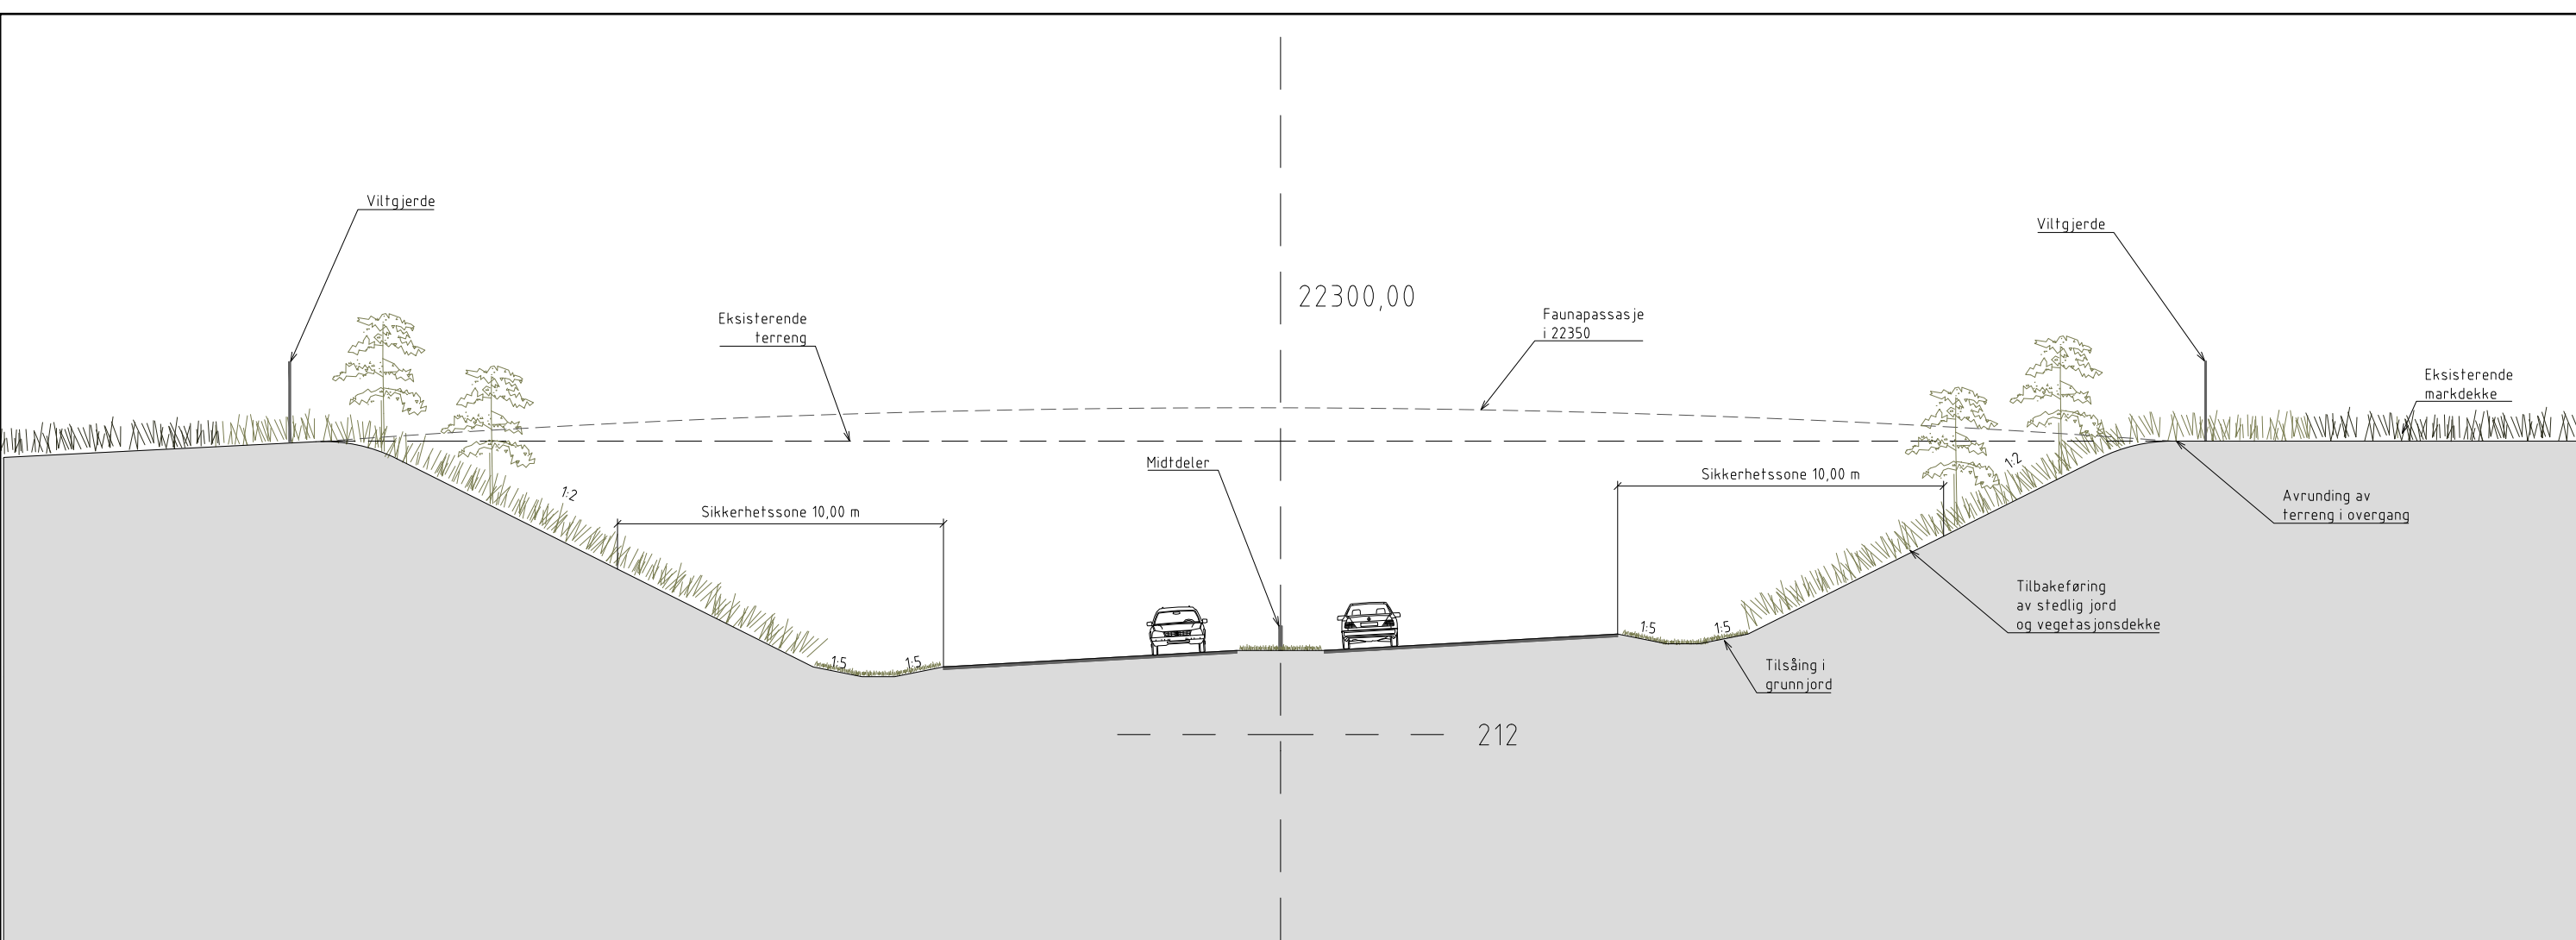 Viltgjerde
Viltgjerde
22300,00
Eksisterende
terreng
Faunapassasje
i 22350
Eksisterende
markdekke
Midtdeler
1:2
Sikkerhetssone 10,00 m
Sikkerhetssone 10,00 m
1:2
Avrunding av
terreng i overgang
Tilbakeføring
av stedlig jord
og vegetasjonsdekke
1:5
1:5
1:5
1:5
Tilsåing i
grunnjord
212